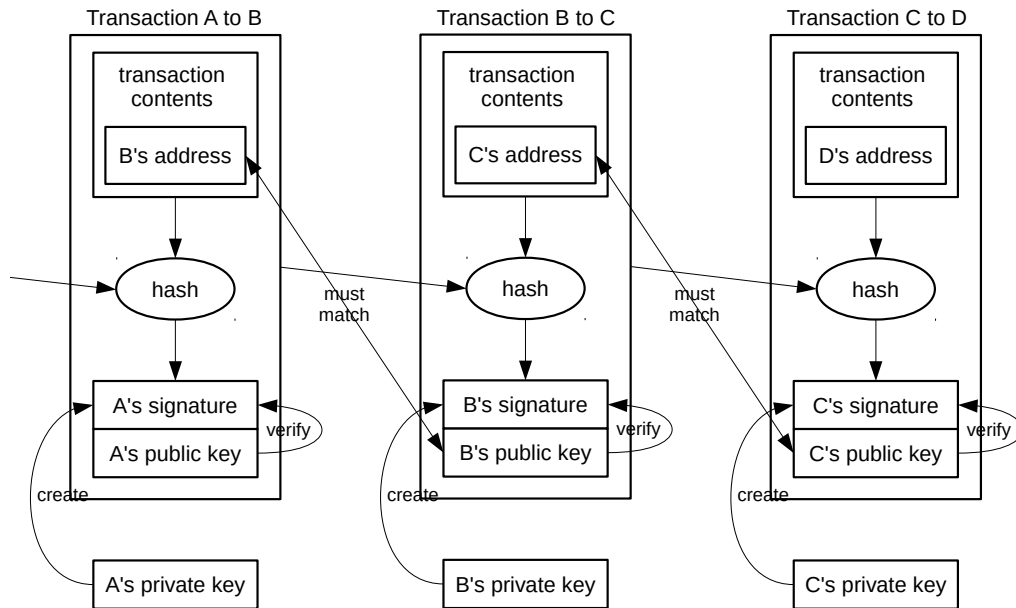 Transaction A to B
transaction
contents
B's address
hash
A's signature
verify
A's public key
create
A's private key
must
match
Transaction B to C
transaction
contents
C's address
hash
B's signature
verify
B's public key
create
B's private key
must
match
Transaction C to D
transaction
contents
D's address
hash
C's signature
verify
C's public key
create
C's private key